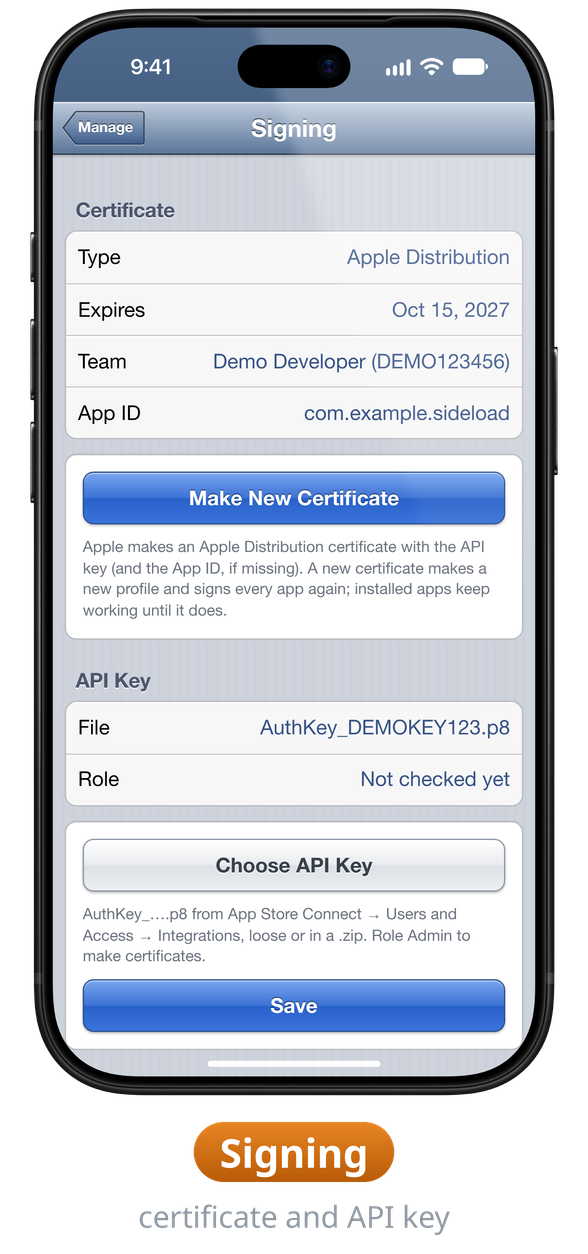 9:41
Manage
Signing
Certificate
Type Apple Distribution
Expires Oct 15, 2027
Team Demo Developer (DEMO123456)
App ID com.example.sideload
Make New Certificate
Apple makes an Apple Distribution certificate with the API
key (and the App ID, if missing). A new certificate makes a
new profile and signs every app again; installed apps keep
working until it does.
API Key
File AuthKey_DEMOKEY123.p8
Role Not checked yet
Choose API Key
AuthKey_….p8 from App Store Connect → Users and
Access → Integrations, loose or in a .zip. Role Admin to
make certificates.
Save
Signing
certificate and API key